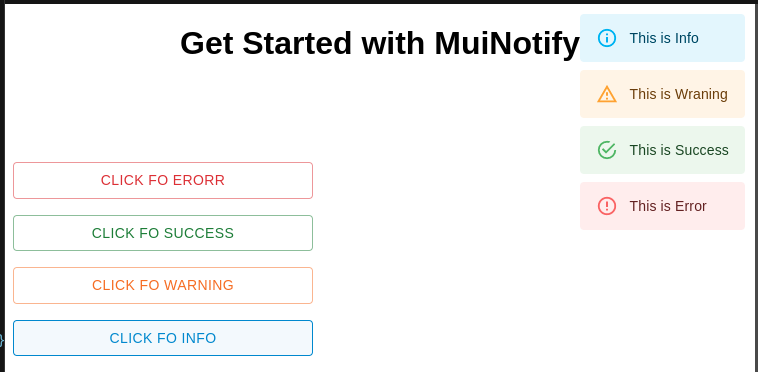 Get Started with MuiNotify
This is Info
This is Wraning
This is Success
This is Error
CLICK FO ERORR
CLICK FO SUCCESS
CLICK FO WARNING
CLICK FO INFO
}